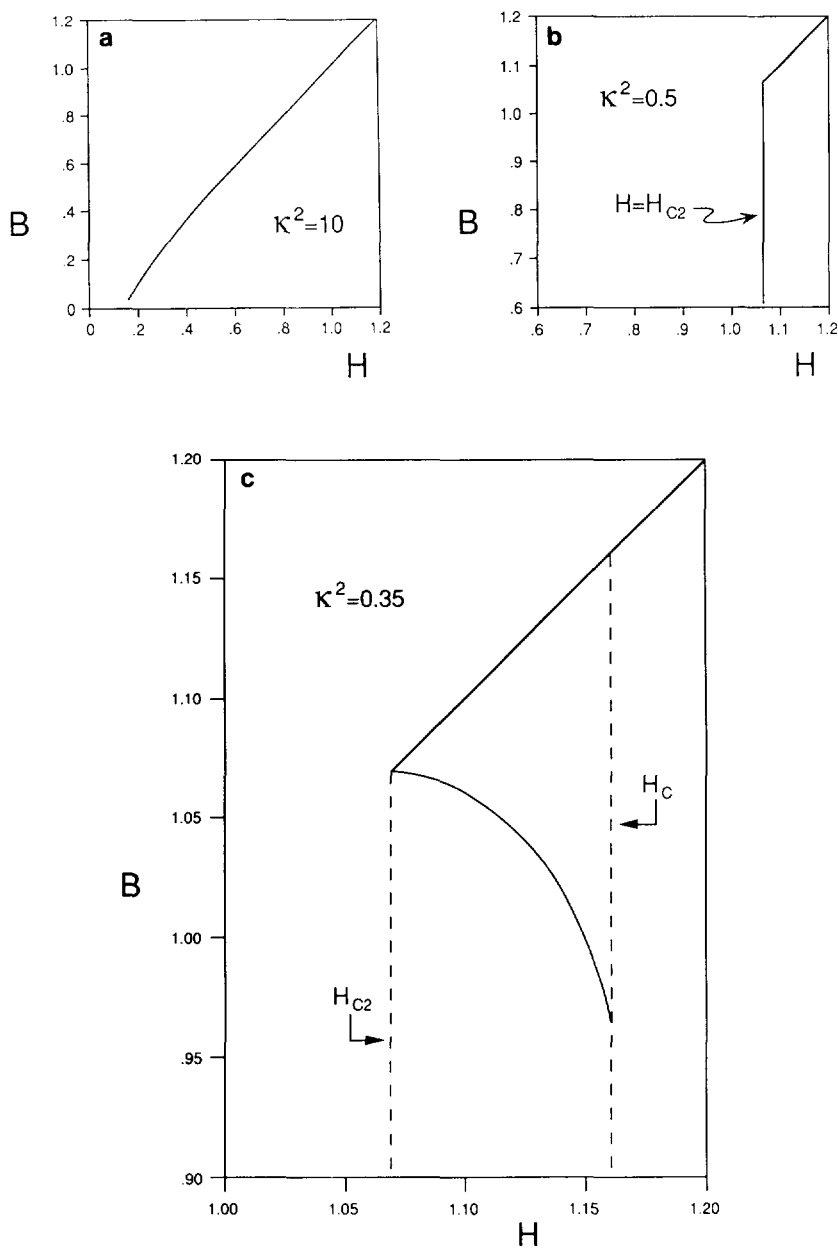 a
1.2
1.0
.8
.6
.4
.2
0
B
κ²=10
0 .2 .4 .6 .8 1.0 1.2
H
b
1.2
1.1
1.0
.9
.8
.7
.6
B
κ²=0.5
H=H_C2
.6 .7 .8 .9 1.0 1.1 1.2
H
c
1.20
1.15
1.10
1.05
1.00
.95
.90
B
κ²=0.35
H_C
H_C2
1.00 1.05 1.10 1.15 1.20
H